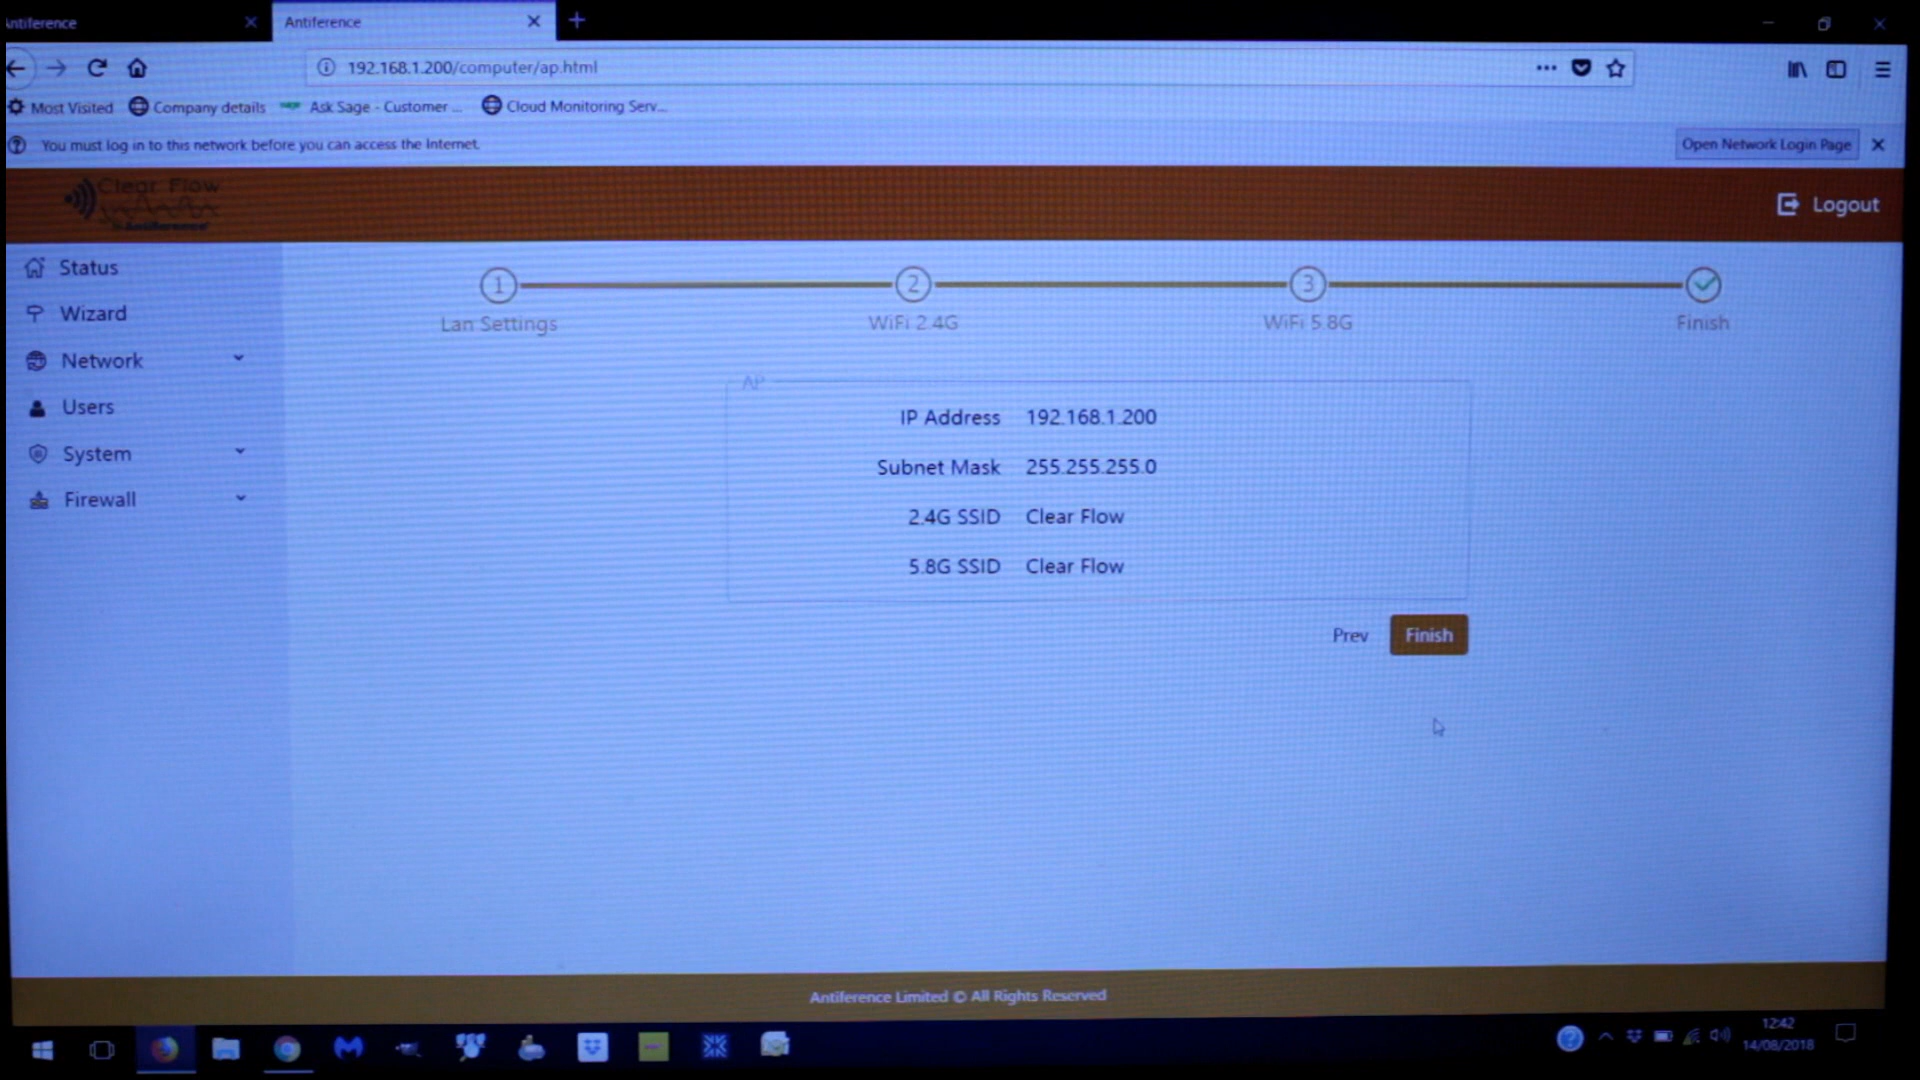 Antiference
Antiference
192.168.1.200/computer/ap.html
Most Visited Company details Ask Sage - Customer ... Cloud Monitoring Serv...
You must log in to this network before you can access the Internet.
Open Network Login Page
Clear Flow
Antiference
Logout
Status
Wizard
Network
Users
System
Firewall
1 2 3
Lan Settings WiFi 2.4G WiFi 5.8G Finish
AP
IP Address 192.168.1.200
Subnet Mask 255.255.255.0
2.4G SSID Clear Flow
5.8G SSID Clear Flow
Prev Finish
Antiference Limited © All Rights Reserved
12:42
14/08/2018